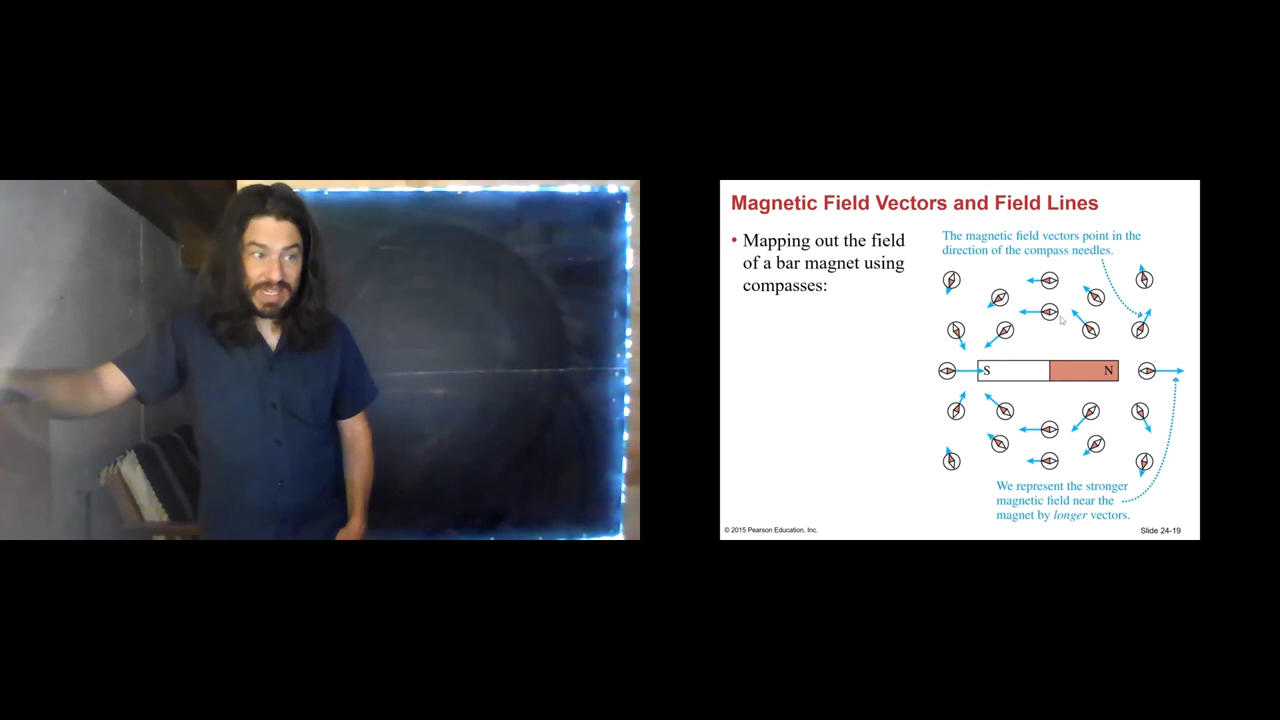 Magnetic Field Vectors and Field Lines
• Mapping out the field
of a bar magnet using
compasses:
The magnetic field vectors point in the
direction of the compass needles.
S
N
We represent the stronger
magnetic field near the
magnet by longer vectors.
© 2015 Pearson Education, Inc.
Slide 24-19